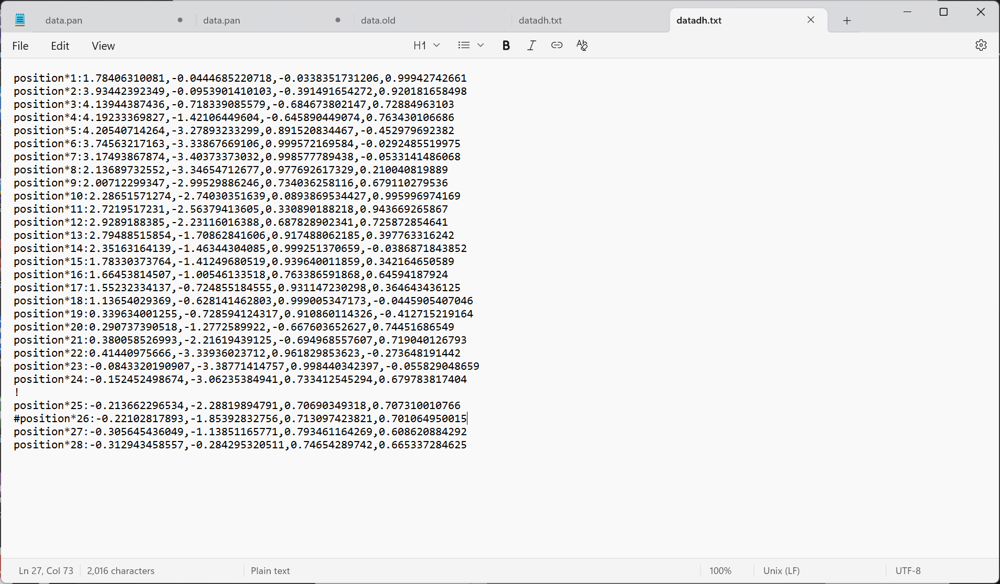 data.pan
data.pan
data.old
datadh.txt
datadh.txt
File Edit View H1 B I
position*1:1.78406310081,-0.0444685220718,-0.0338351731206,0.99942742661
position*2:3.93442392349,-0.0953901410103,-0.391491654272,0.920181658498
position*3:4.13944387436,-0.718339085579,-0.684673802147,0.72884963103
position*4:4.19233369827,-1.42106449604,-0.645890449074,0.763430106686
position*5:4.20540714264,-3.27893233299,0.891520834467,-0.452979692382
position*6:3.74563217163,-3.33867669106,0.999572169584,-0.0292485519975
position*7:3.17493867874,-3.40373373032,0.998577789438,-0.0533141486068
position*8:2.13689732552,-3.34654712677,0.977692617329,0.210040819889
position*9:2.00712299347,-2.99529886246,0.734036258116,0.679110279536
position*10:2.28651571274,-2.74030351639,0.0893869534427,0.995996974169
position*11:2.7219517231,-2.56379413605,0.330890188218,0.943669265867
position*12:2.9289188385,-2.23116016388,0.687828902341,0.725872854641
position*13:2.79488515854,-1.70862841606,0.917488062185,0.397763316242
position*14:2.35163164139,-1.46344304085,0.999251370659,-0.0386871843852
position*15:1.78330373764,-1.41249680519,0.939640011859,0.342164650589
position*16:1.66453814507,-1.00546133518,0.763386591868,0.64594187924
position*17:1.55232334137,-0.724855184555,0.931147230298,0.364643436125
position*18:1.13654029369,-0.628141462803,0.999005347173,-0.0445905407046
position*19:0.339634001255,-0.728594124317,0.910860114326,-0.412715219164
position*20:0.290737390518,-1.2772589922,-0.667603652627,0.74451686549
position*21:0.380058526993,-2.21619439125,-0.694968557607,0.719040126793
position*22:0.41440975666,-3.33936023712,0.961829853623,-0.273648191442
position*23:-0.0843320190907,-3.38771414757,0.998440342397,-0.055829048659
position*24:-0.152452498674,-3.06235384941,0.733412545294,0.679783817404
!
position*25:-0.213662296534,-2.28819894791,0.70690349318,0.707310010766
#position*26:-0.22102817893,-1.85392832756,0.713097423821,0.701064950015
position*27:-0.305645436049,-1.13851165771,0.793461164269,0.608620884292
position*28:-0.312943458557,-0.284295320511,0.74654289742,0.665337284625
Ln 27, Col 73 2,016 characters Plain text 100% Unix (LF) UTF-8